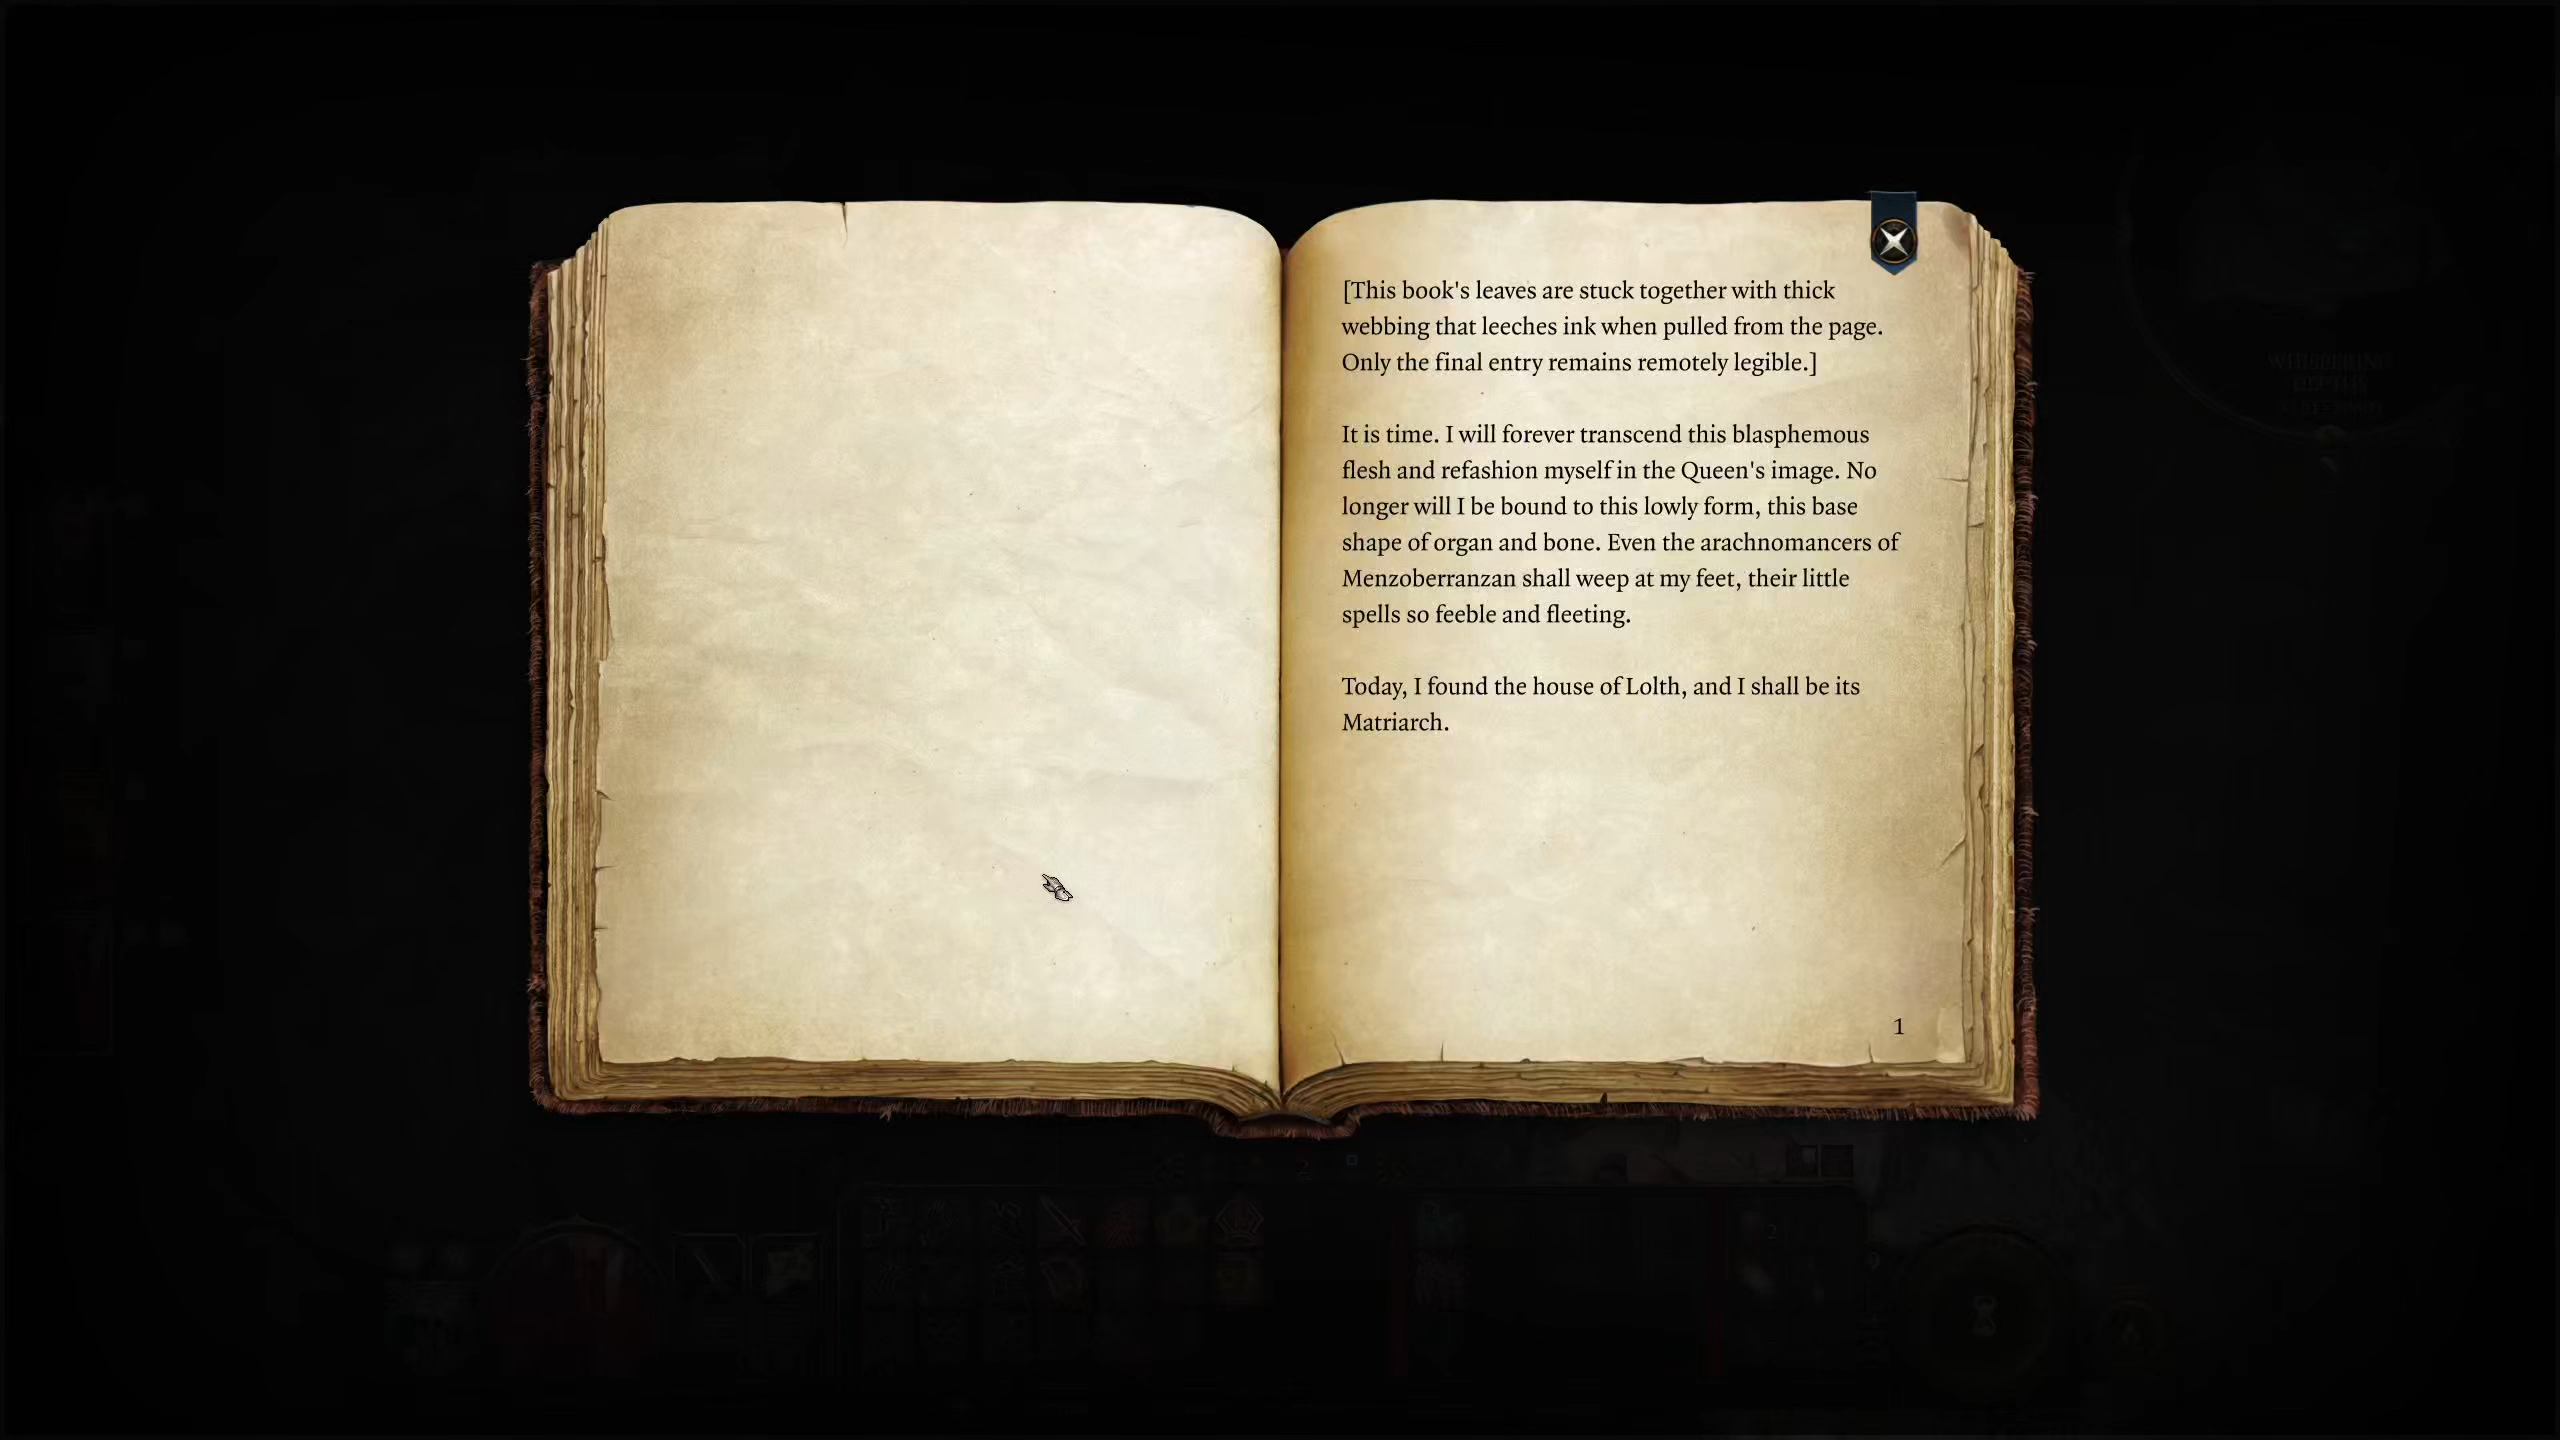 [This book's leaves are stuck together with thick
webbing that leeches ink when pulled from the page.
Only the final entry remains remotely legible.]
It is time. I will forever transcend this blasphemous
flesh and refashion myself in the Queen's image. No
longer will I be bound to this lowly form, this base
shape of organ and bone. Even the arachnomancers of
Menzoberranzan shall weep at my feet, their little
spells so feeble and fleeting.
Today, I found the house of Lolth, and I shall be its
Matriarch.
1
WHISPERING
DEPTHS
2